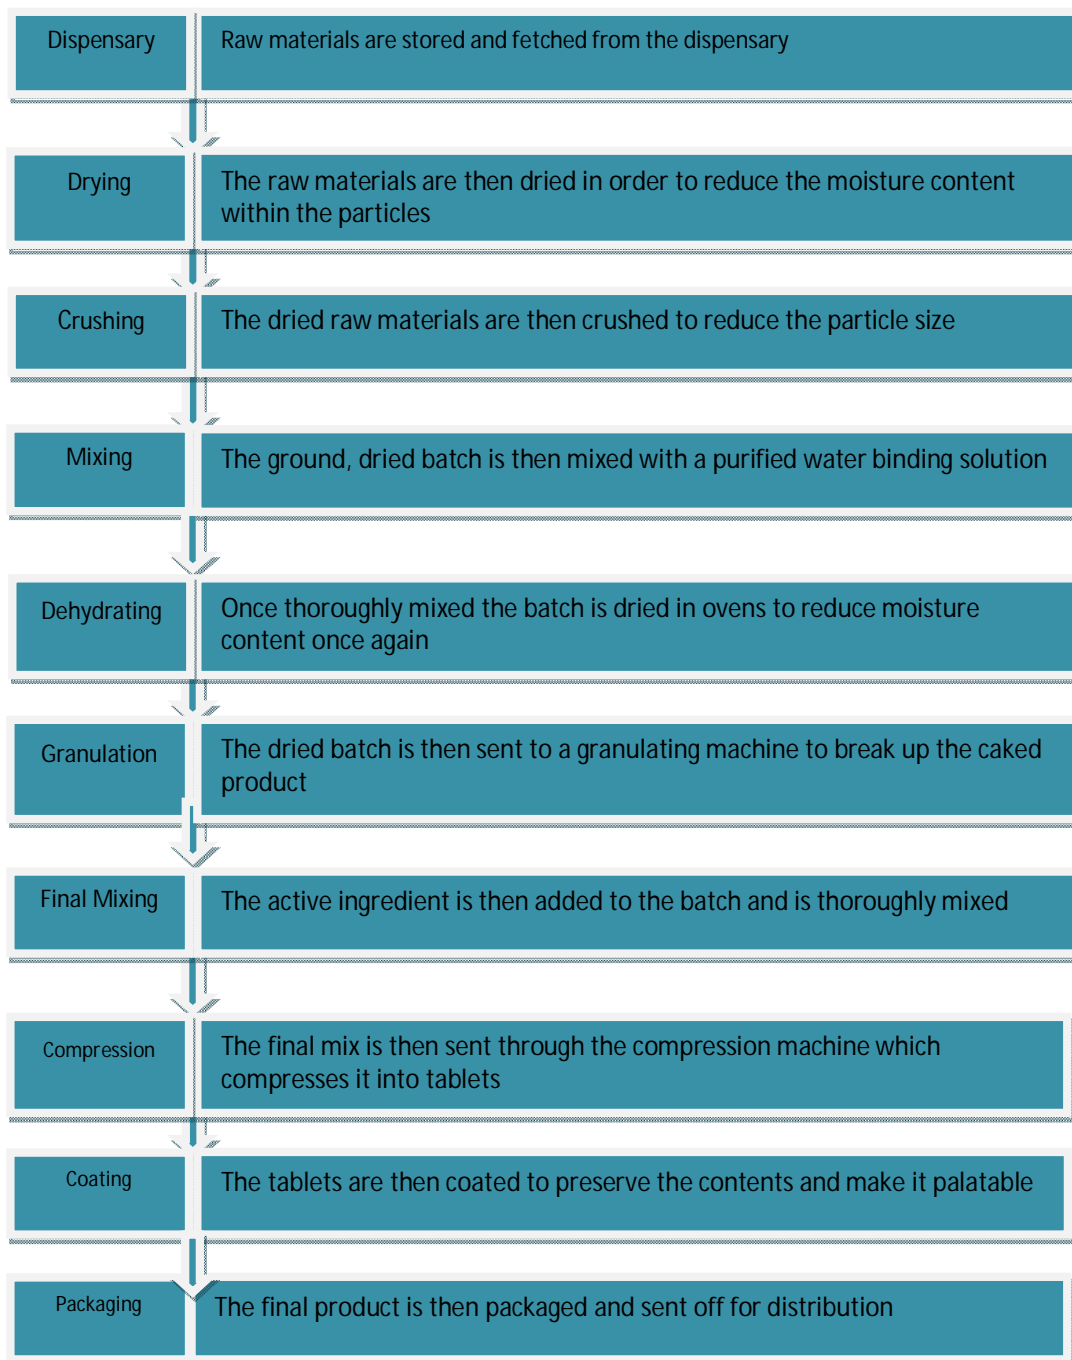 Dispensary
Raw materials are stored and fetched from the dispensary
Drying
The raw materials are then dried in order to reduce the moisture content
within the particles
Crushing
The dried raw materials are then crushed to reduce the particle size
Mixing
The ground, dried batch is then mixed with a purified water binding solution
Dehydrating
Once thoroughly mixed the batch is dried in ovens to reduce moisture
content once again
Granulation
The dried batch is then sent to a granulating machine to break up the caked
product
Final Mixing
The active ingredient is then added to the batch and is thoroughly mixed
Compression
The final mix is then sent through the compression machine which
compresses it into tablets
Coating
The tablets are then coated to preserve the contents and make it palatable
Packaging
The final product is then packaged and sent off for distribution